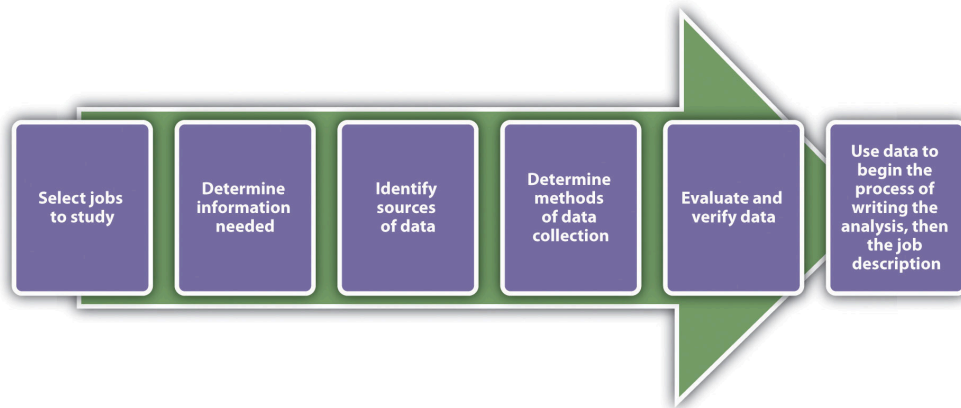 Select jobs
to study
Determine
information
needed
Identify
sources
of data
Determine
methods
of data
collection
Evaluate and
verify data
Use data to
begin the
process of
writing the
analysis, then
the job
description